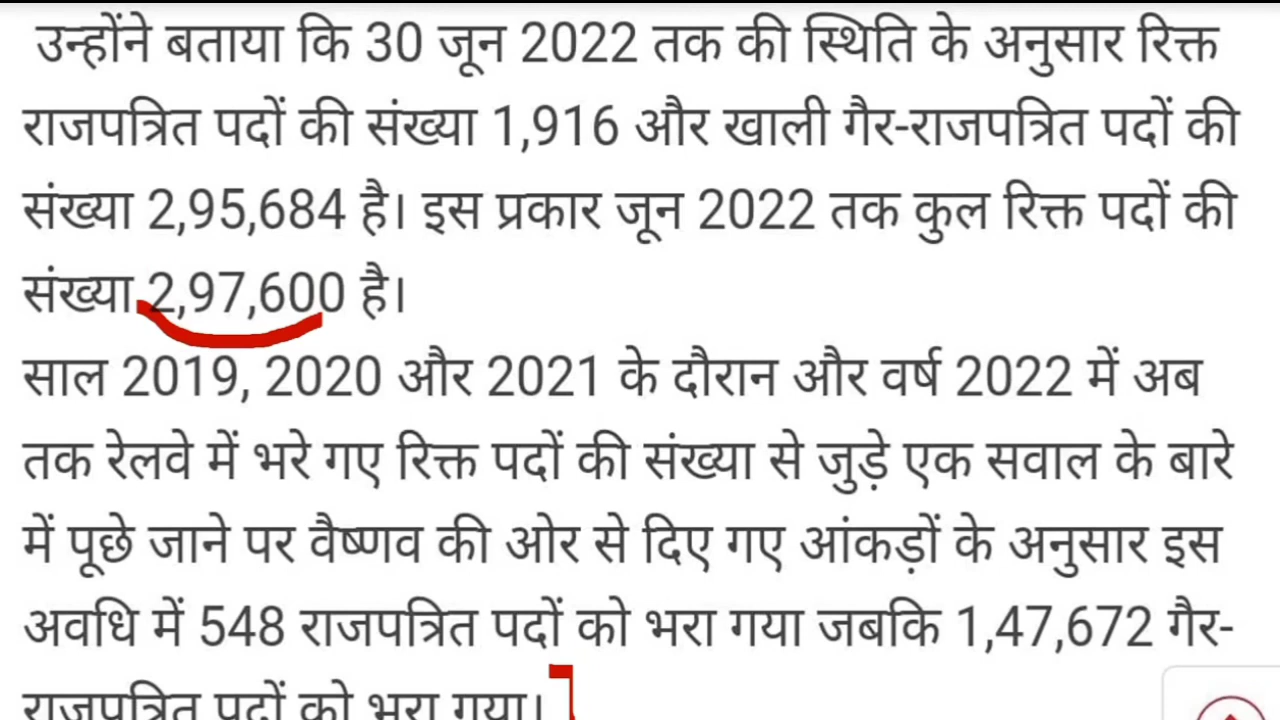 उन्होंने बताया कि 30 जून 2022 तक की स्थिति के अनुसार रिक्त
राजपत्रित पदों की संख्या 1,916 और खाली गैर-राजपत्रित पदों की
संख्या 2,95,684 है। इस प्रकार जून 2022 तक कुल रिक्त पदों की
संख्या 2,97,600 है।
साल 2019, 2020 और 2021 के दौरान और वर्ष 2022 में अब
तक रेलवे में भरे गए रिक्त पदों की संख्या से जुड़े एक सवाल के बारे
में पूछे जाने पर वैष्णव की ओर से दिए गए आंकड़ों के अनुसार इस
अवधि में 548 राजपत्रित पदों को भरा गया जबकि 1,47,672 गैर-
राजपत्रित पदों को भरा गया।